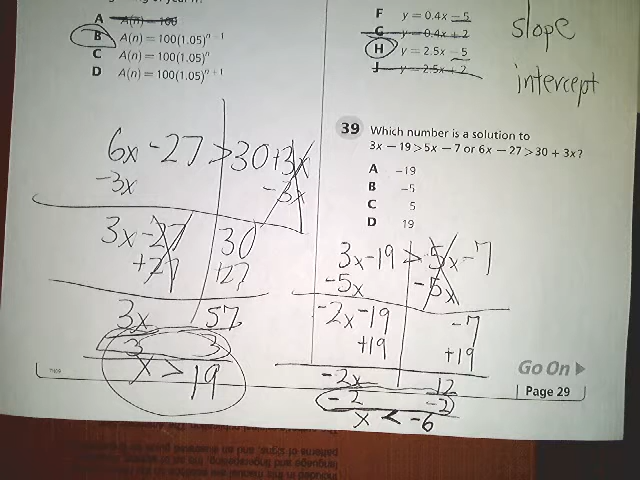 A A(n) = 100
B A(n) = 100(1.05)ⁿ⁻¹
C A(n) = 100(1.05)ⁿ
D A(n) = 100(1.05)ⁿ⁺¹
6x - 27 > 30 + 3x
-3x -3x
3x - 27 30
+27 +27
3x 57
3 3
x > 19
F y = 0.4x - 5
G y = 0.4x + 2
H y = 2.5x - 5
J y = 2.5x + 2
slope
intercept
39 Which number is a solution to
3x − 19 > 5x − 7 or 6x − 27 > 30 + 3x?
A −19
B −5
C 5
D 19
3x - 19 > 5x - 7
-5x -5x
-2x - 19 -7
+19 +19
-2x 12
-2 -2
x < -6
Go On
Page 29